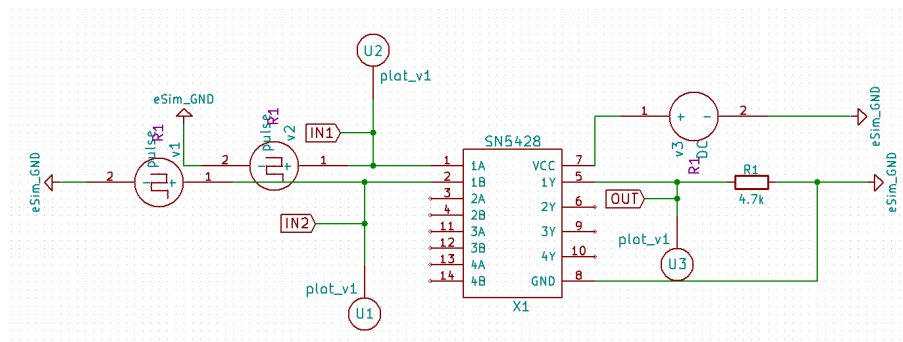 U2
plot_v1
eSim_GND
R1
pulse
v1
R1
pulse
v2
IN1
eSim_GND
2
1
2
1
SN5428
1
1A
2
1B
3
2A
4
2B
11
3A
12
3B
13
4A
14
4B
VCC
7
1Y
5
2Y
6
3Y
9
4Y
10
GND
8
X1
IN2
plot_v1
U1
1
+
-
2
v3
DC
R1
eSim_GND
OUT
R1
4.7k
eSim_GND
plot_v1
U3